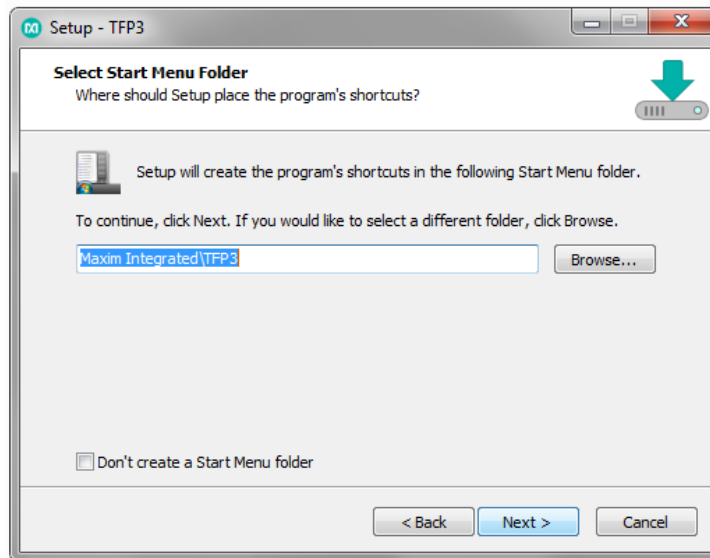 Setup - TFP3
Select Start Menu Folder
Where should Setup place the program's shortcuts?
Setup will create the program's shortcuts in the following Start Menu folder.
To continue, click Next. If you would like to select a different folder, click Browse.
Maxim Integrated\TFP3
Browse...
Don't create a Start Menu folder
< Back
Next >
Cancel